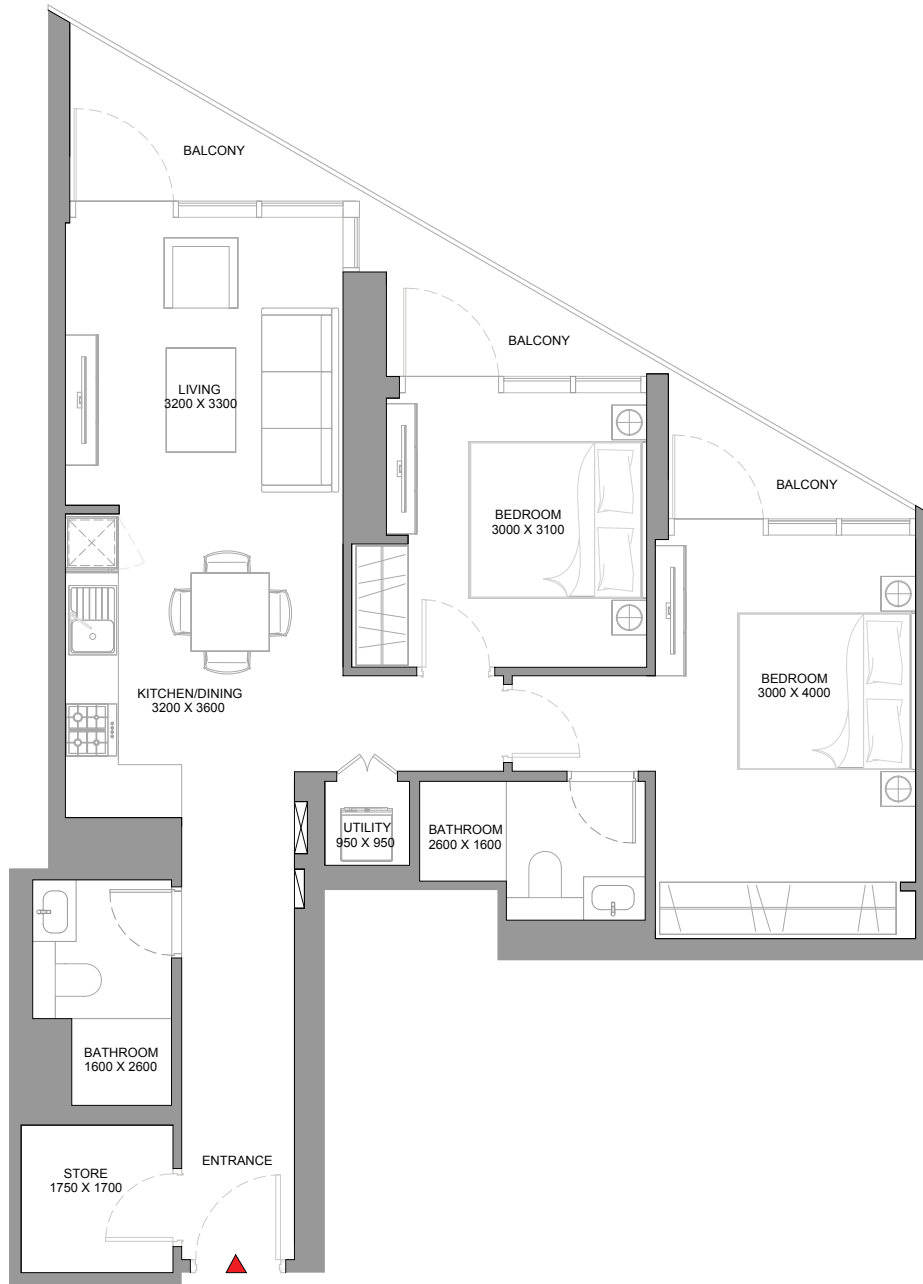 BALCONY
BALCONY
LIVING
3200 X 3300
BALCONY
BEDROOM
3000 X 3100
BEDROOM
3000 X 4000
KITCHEN/DINING
3200 X 3600
UTILITY
950 X 950
BATHROOM
2600 X 1600
BATHROOM
1600 X 2600
ENTRANCE
STORE
1750 X 1700